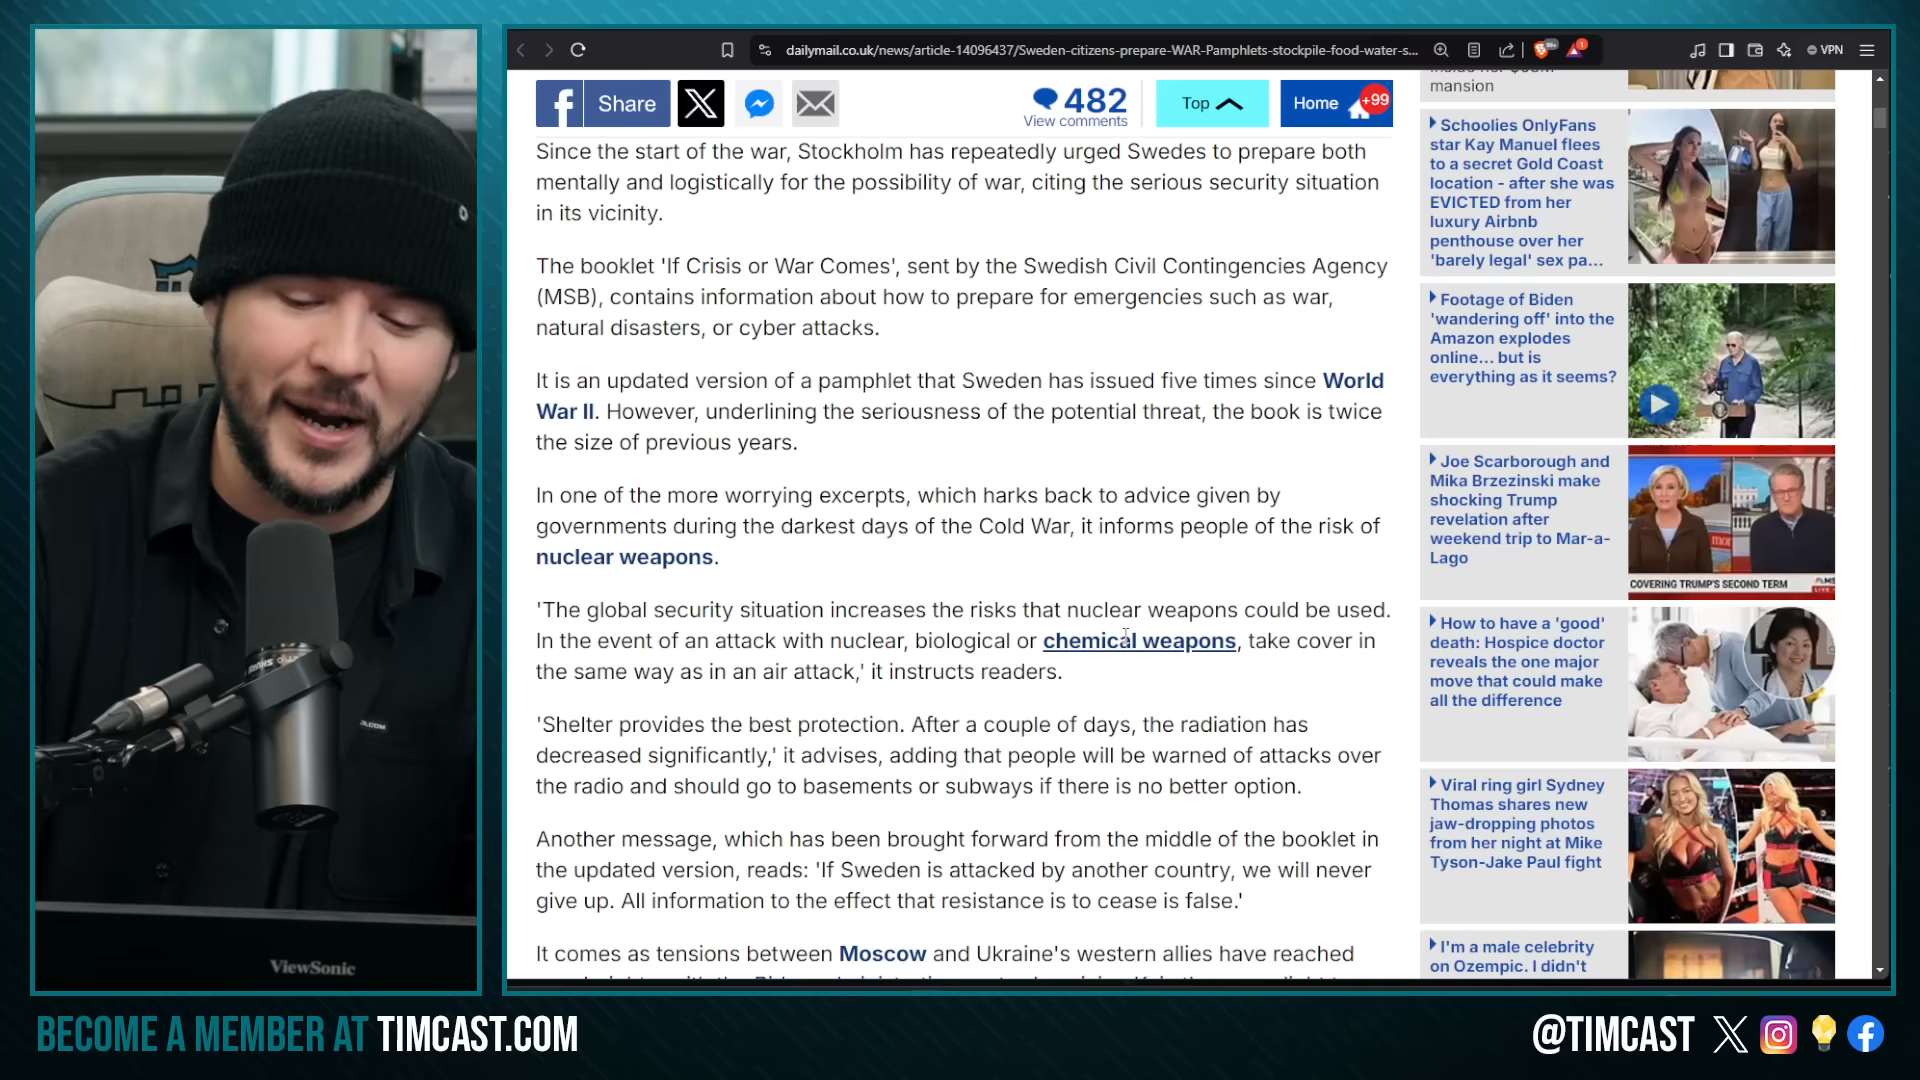 dailymail.co.uk/news/article-14096437/Sweden-citizens-prepare-WAR-Pamphlets-stockpile-food-water-s...
VPN
Share
482
View comments
Top
Home
+99
Since the start of the war, Stockholm has repeatedly urged Swedes to prepare both
mentally and logistically for the possibility of war, citing the serious security situation
in its vicinity.
The booklet 'If Crisis or War Comes', sent by the Swedish Civil Contingencies Agency
(MSB), contains information about how to prepare for emergencies such as war,
natural disasters, or cyber attacks.
It is an updated version of a pamphlet that Sweden has issued five times since World
War II. However, underlining the seriousness of the potential threat, the book is twice
the size of previous years.
In one of the more worrying excerpts, which harks back to advice given by
governments during the darkest days of the Cold War, it informs people of the risk of
nuclear weapons.
'The global security situation increases the risks that nuclear weapons could be used.
In the event of an attack with nuclear, biological or chemical weapons, take cover in
the same way as in an air attack,' it instructs readers.
'Shelter provides the best protection. After a couple of days, the radiation has
decreased significantly,' it advises, adding that people will be warned of attacks over
the radio and should go to basements or subways if there is no better option.
Another message, which has been brought forward from the middle of the booklet in
the updated version, reads: 'If Sweden is attacked by another country, we will never
give up. All information to the effect that resistance is to cease is false.'
It comes as tensions between Moscow and Ukraine's western allies have reached
mansion
Schoolies OnlyFans
star Kay Manuel flees
to a secret Gold Coast
location - after she was
EVICTED from her
luxury Airbnb
penthouse over her
'barely legal' sex pa...
Footage of Biden
'wandering off' into the
Amazon explodes
online... but is
everything as it seems?
Joe Scarborough and
Mika Brzezinski make
shocking Trump
revelation after
weekend trip to Mar-a-
Lago
COVERING TRUMP'S SECOND TERM
How to have a 'good'
death: Hospice doctor
reveals the one major
move that could make
all the difference
Viral ring girl Sydney
Thomas shares new
jaw-dropping photos
from her night at Mike
Tyson-Jake Paul fight
I'm a male celebrity
on Ozempic. I didn't
ViewSonic
BECOME A MEMBER AT TIMCAST.COM
@TIMCAST